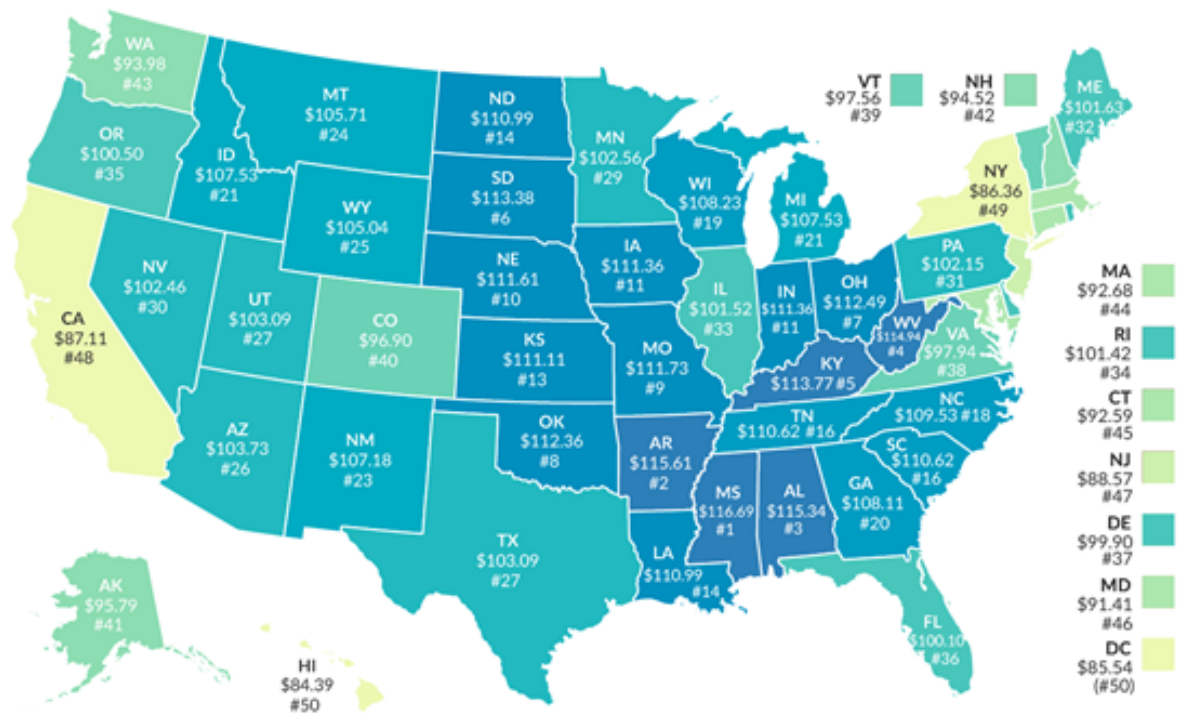 WA
$93.98
#43
OR
$100.50
#35
CA
$87.11
#48
ID
$107.53
#21
NV
$102.46
#30
MT
$105.71
#24
WY
$105.04
#25
UT
$103.09
#27
AZ
$103.73
#26
CO
$96.90
#40
NM
$107.18
#23
ND
$110.99
#14
SD
$113.38
#6
NE
$111.61
#10
KS
$111.11
#13
OK
$112.36
#8
TX
$103.09
#27
MN
$102.56
#29
IA
$111.36
#11
MO
$111.73
#9
AR
$115.61
#2
LA
$110.99
#14
WI
$108.23
#19
IL
$101.52
#33
MS
$116.69
#1
MI
$107.53
#21
IN
$111.36
#11
OH
$112.49
#7
KY
$113.77 #5
TN
$110.62 #16
AL
$115.34
#3
WV
$114.94
#4
VA
$97.94
#38
NC
$109.53 #18
SC
$110.62
#16
GA
$108.11
#20
FL
$100.10
#36
PA
$102.15
#31
NY
$86.36
#49
VT
$97.56
#39
NH
$94.52
#42
ME
$101.63
#32
MA
$92.68
#44
RI
$101.42
#34
CT
$92.59
#45
NJ
$88.57
#47
DE
$99.90
#37
MD
$91.41
#46
DC
$85.54
(#50)
AK
$95.79
#41
HI
$84.39
#50